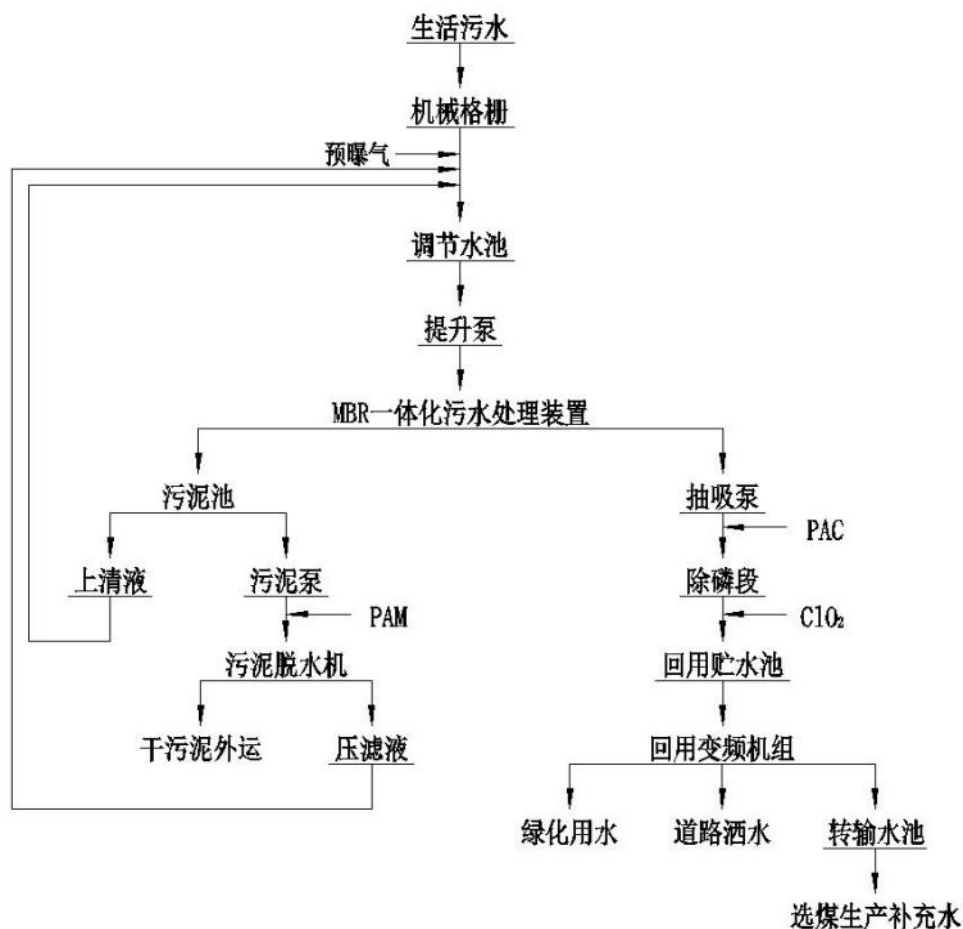 生活污水
机械格栅
预曝气
调节水池
提升泵
MBR一体化污水处理装置
污泥池
抽吸泵
PAC
上清液
污泥泵
除磷段
PAM
ClO₂
污泥脱水机
回用贮水池
干污泥外运
压滤液
回用变频机组
绿化用水
道路洒水
转输水池
选煤生产补充水